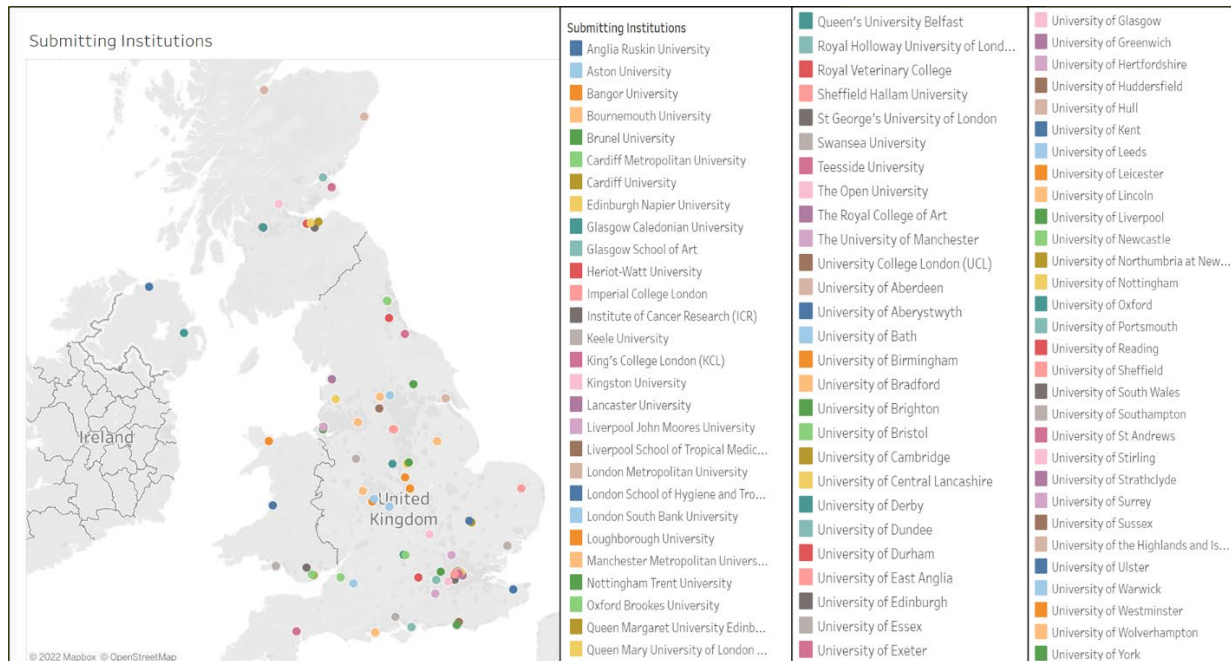 Submitting Institutions
Ireland
United
Kingdom
© 2022 Mapbox © OpenStreetMap
Submitting Institutions
Anglia Ruskin University
Aston University
Bangor University
Bournemouth University
Brunel University
Cardiff Metropolitan University
Cardiff University
Edinburgh Napier University
Glasgow Caledonian University
Glasgow School of Art
Heriot-Watt University
Imperial College London
Institute of Cancer Research (ICR)
Keele University
King's College London (KCL)
Kingston University
Lancaster University
Liverpool John Moores University
Liverpool School of Tropical Medic...
London Metropolitan University
London School of Hygiene and Tro...
London South Bank University
Loughborough University
Manchester Metropolitan Univers...
Nottingham Trent University
Oxford Brookes University
Queen Margaret University Edinb...
Queen Mary University of London ...
Queen's University Belfast
Royal Holloway University of Lond...
Royal Veterinary College
Sheffield Hallam University
St George's University of London
Swansea University
Teesside University
The Open University
The Royal College of Art
The University of Manchester
University College London (UCL)
University of Aberdeen
University of Aberystwyth
University of Bath
University of Birmingham
University of Bradford
University of Brighton
University of Bristol
University of Cambridge
University of Central Lancashire
University of Derby
University of Dundee
University of Durham
University of East Anglia
University of Edinburgh
University of Essex
University of Exeter
University of Glasgow
University of Greenwich
University of Hertfordshire
University of Huddersfield
University of Hull
University of Kent
University of Leeds
University of Leicester
University of Lincoln
University of Liverpool
University of Newcastle
University of Northumbria at New...
University of Nottingham
University of Oxford
University of Portsmouth
University of Reading
University of Sheffield
University of South Wales
University of Southampton
University of St Andrews
University of Stirling
University of Strathclyde
University of Surrey
University of Sussex
University of the Highlands and Is...
University of Ulster
University of Warwick
University of Westminster
University of Wolverhampton
University of York